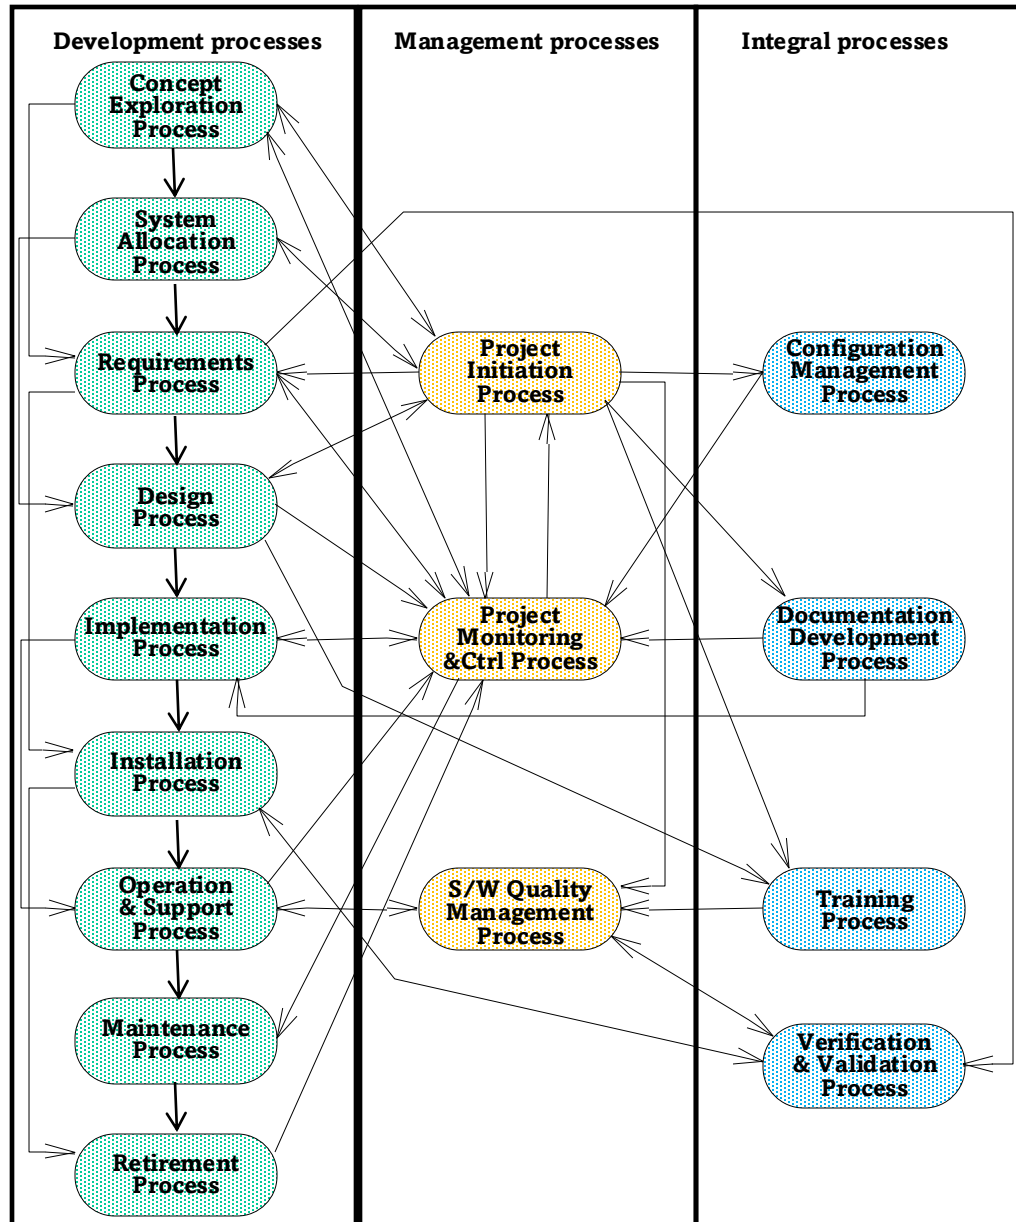 Development processes
Management processes
Integral processes
Concept
Exploration
Process
System
Allocation
Process
Requirements
Process
Design
Process
Implementation
Process
Installation
Process
Operation
& Support
Process
Maintenance
Process
Retirement
Process
Project
Initiation
Process
Project
Monitoring
&Ctrl Process
S/W Quality
Management
Process
Configuration
Management
Process
Documentation
Development
Process
Training
Process
Verification
& Validation
Process